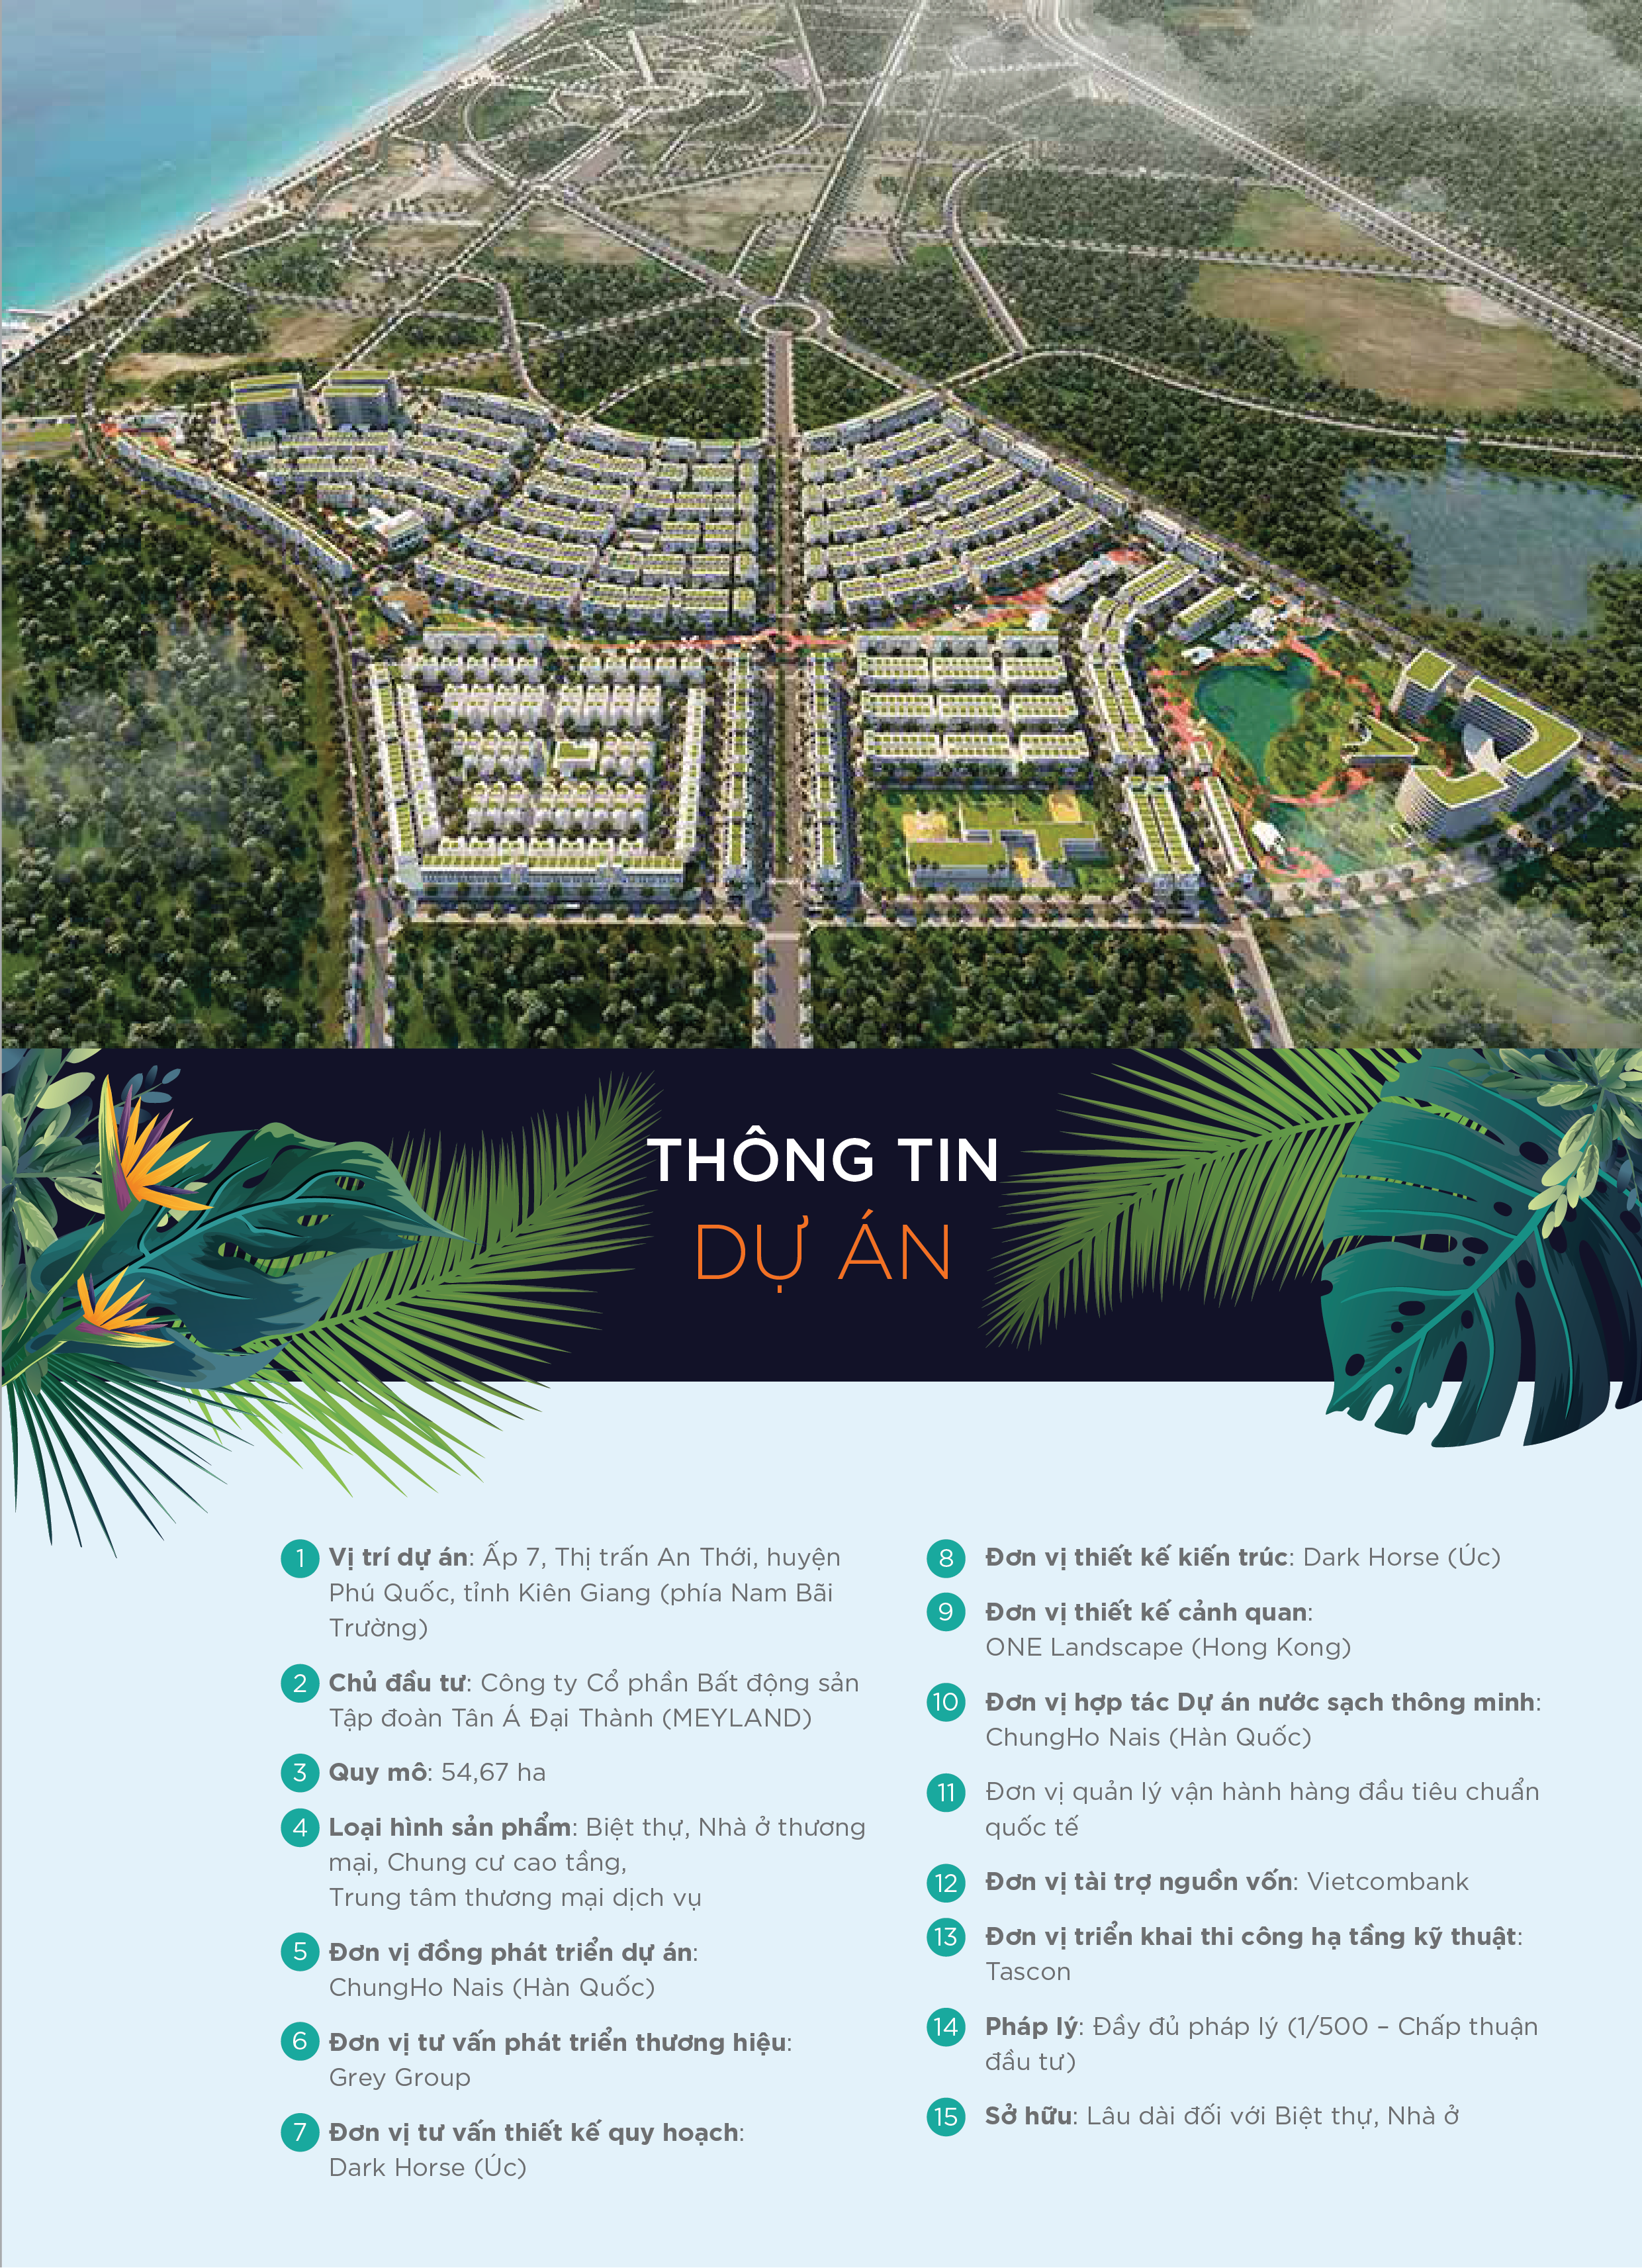 THÔNG TIN
DỰ ÁN
1 Vị trí dự án: Ấp 7, Thị trấn An Thới, huyện
Phú Quốc, tỉnh Kiên Giang (phía Nam Bãi
Trường)
2 Chủ đầu tư: Công ty Cổ phần Bất động sản
Tập đoàn Tân Á Đại Thành (MEYLAND)
3 Quy mô: 54,67 ha
4 Loại hình sản phẩm: Biệt thự, Nhà ở thương
mại, Chung cư cao tầng,
Trung tâm thương mại dịch vụ
5 Đơn vị đồng phát triển dự án:
ChungHo Nais (Hàn Quốc)
6 Đơn vị tư vấn phát triển thương hiệu:
Grey Group
7 Đơn vị tư vấn thiết kế quy hoạch:
Dark Horse (Úc)
8 Đơn vị thiết kế kiến trúc: Dark Horse (Úc)
9 Đơn vị thiết kế cảnh quan:
ONE Landscape (Hong Kong)
10 Đơn vị hợp tác Dự án nước sạch thông minh:
ChungHo Nais (Hàn Quốc)
11 Đơn vị quản lý vận hành hàng đầu tiêu chuẩn
quốc tế
12 Đơn vị tài trợ nguồn vốn: Vietcombank
13 Đơn vị triển khai thi công hạ tầng kỹ thuật:
Tascon
14 Pháp lý: Đầy đủ pháp lý (1/500 – Chấp thuận
đầu tư)
15 Sở hữu: Lâu dài đối với Biệt thự, Nhà ở